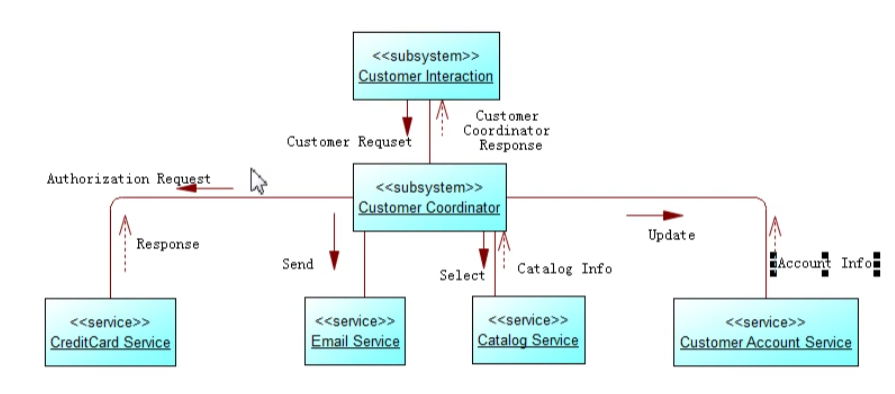 <<subsystem>>
Customer Interaction
Customer
Coordinator
Response
Customer Requset
Authorization Request
<<subsystem>>
Customer Coordinator
Response
Send
Select
Catalog Info
Update
Account Info
<<service>>
CreditCard Service
<<service>>
Email Service
<<service>>
Catalog Service
<<service>>
Customer Account Service